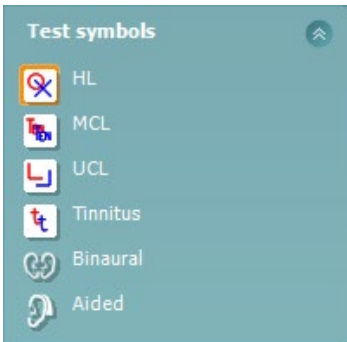 Test symbols
HL
MCL
UCL
Tinnitus
Binaural
Aided